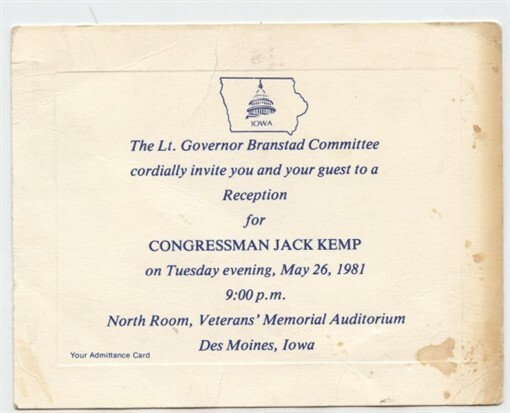 IOWA
The Lt. Governor Branstad Committee
cordially invite you and your guest to a
Reception
for
CONGRESSMAN JACK KEMP
on Tuesday evening, May 26, 1981
9:00 p.m.
North Room, Veterans' Memorial Auditorium
Des Moines, Iowa
Your Admittance Card